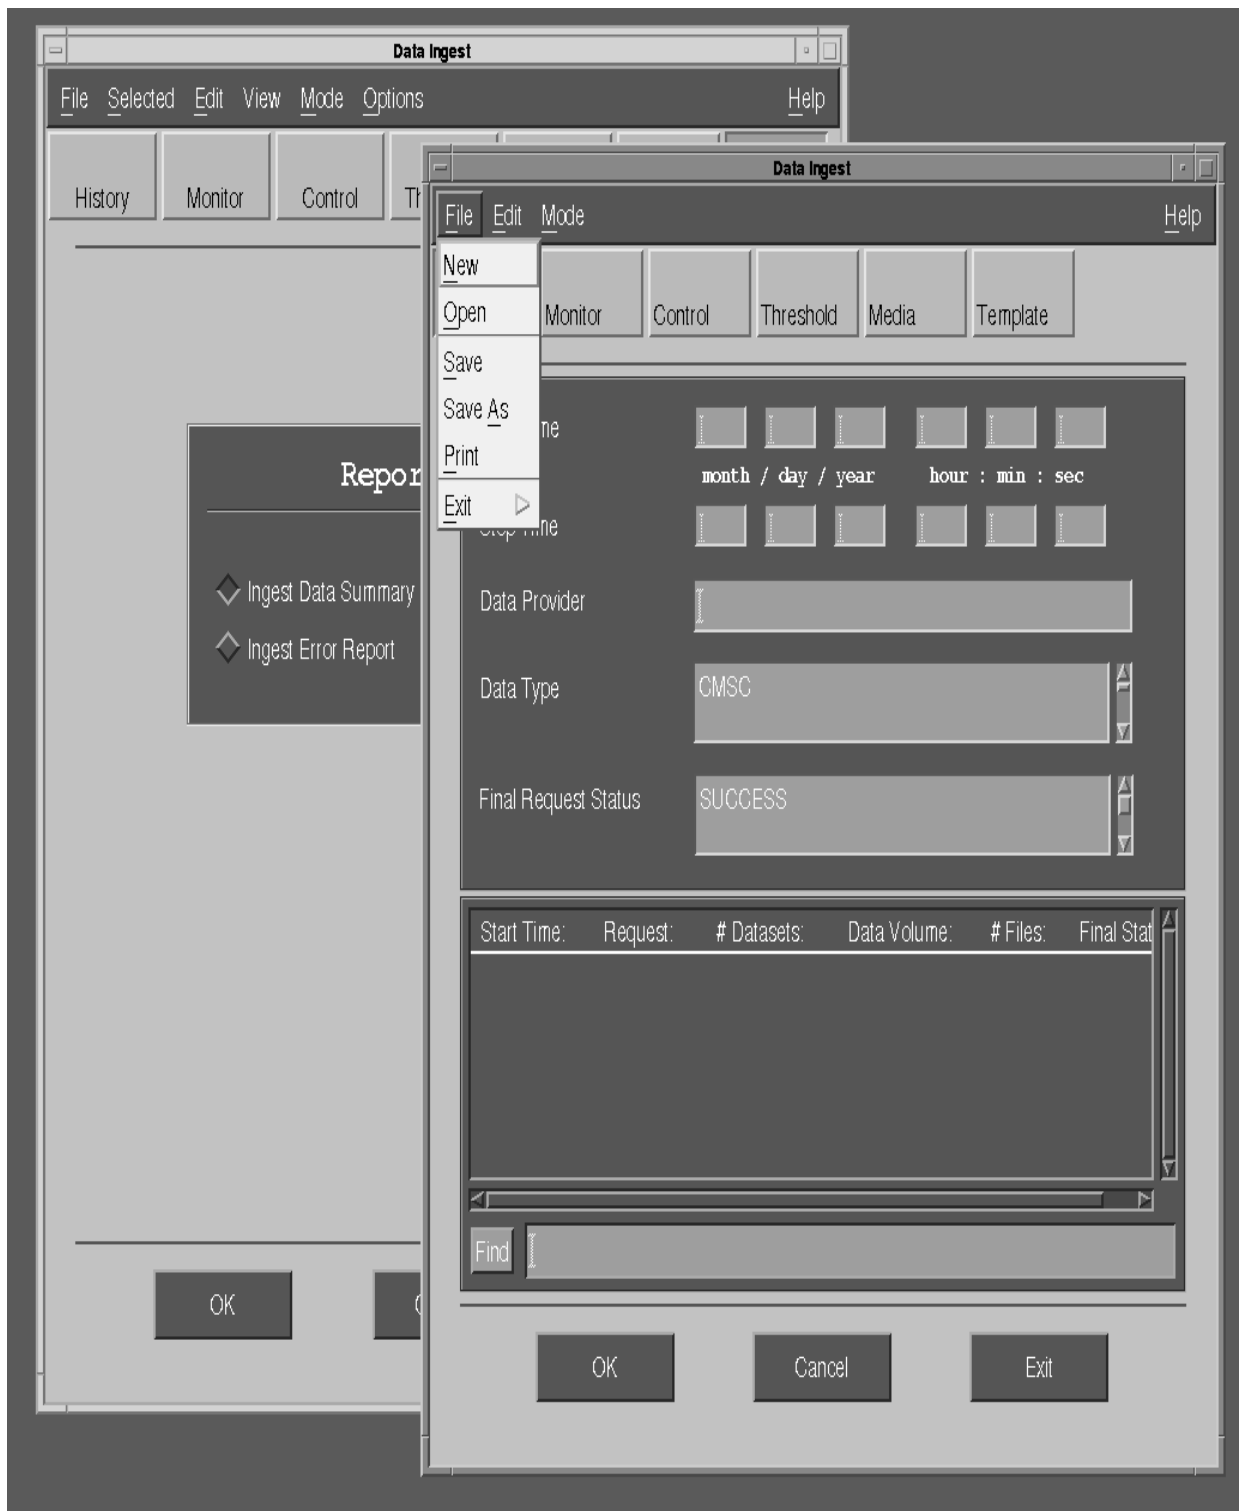 Data Ingest
File Selected Edit View Mode Options Help
History Monitor Control
Data Ingest
File Edit Mode Help
New
Open
Save
Save As
Print
Exit
Monitor Control Threshold Media Template
month / day / year hour : min : sec
Stop Time
Data Provider
Data Type CMSC
Final Request Status SUCCESS
Ingest Data Summary
Ingest Error Report
Start Time: Request: # Datasets: Data Volume: # Files: Final Stat
Find
OK
OK Cancel Exit